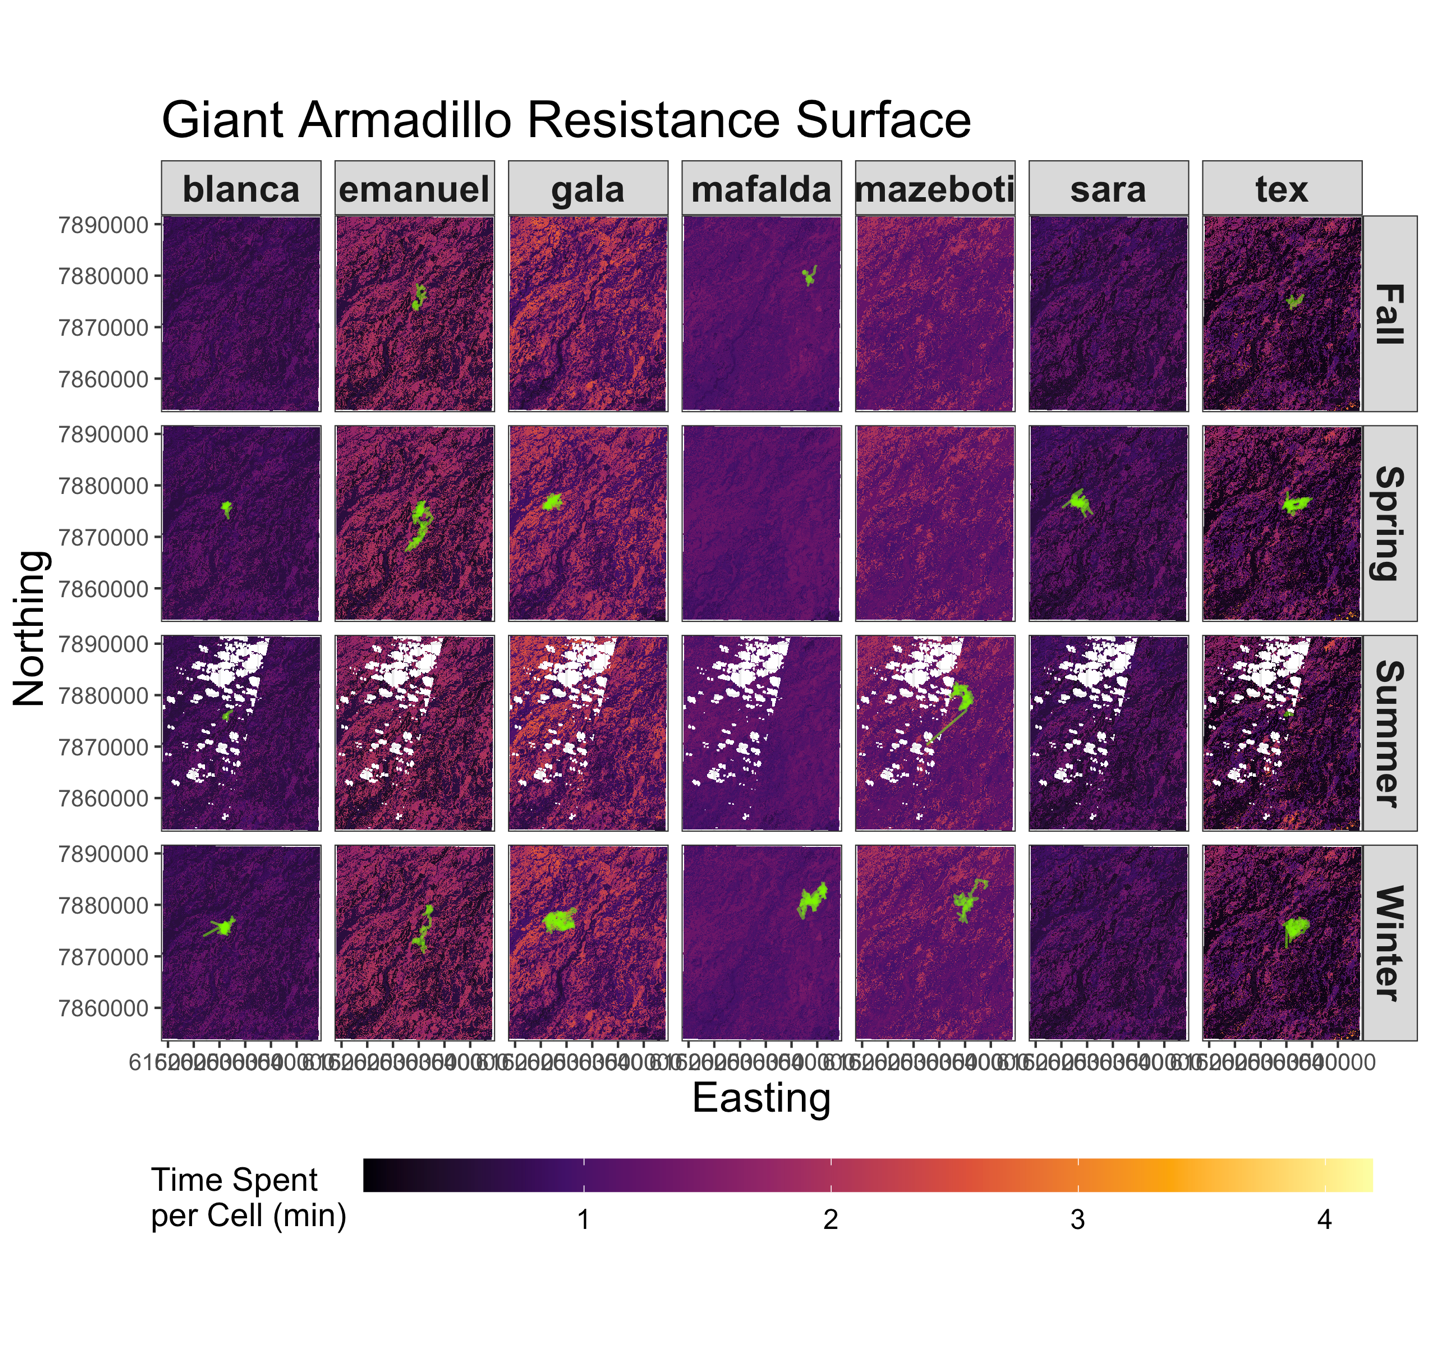 Giant Armadillo Resistance Surface
blanca emanuel gala mafalda mazeboti sara tex
7890000
7880000
7870000
7860000
Fall
7890000
7880000
7870000
7860000
Spring
Northing
7890000
7880000
7870000
7860000
Summer
7890000
7880000
7870000
7860000
Winter
Easting
Time Spent
per Cell (min)
1 2 3 4